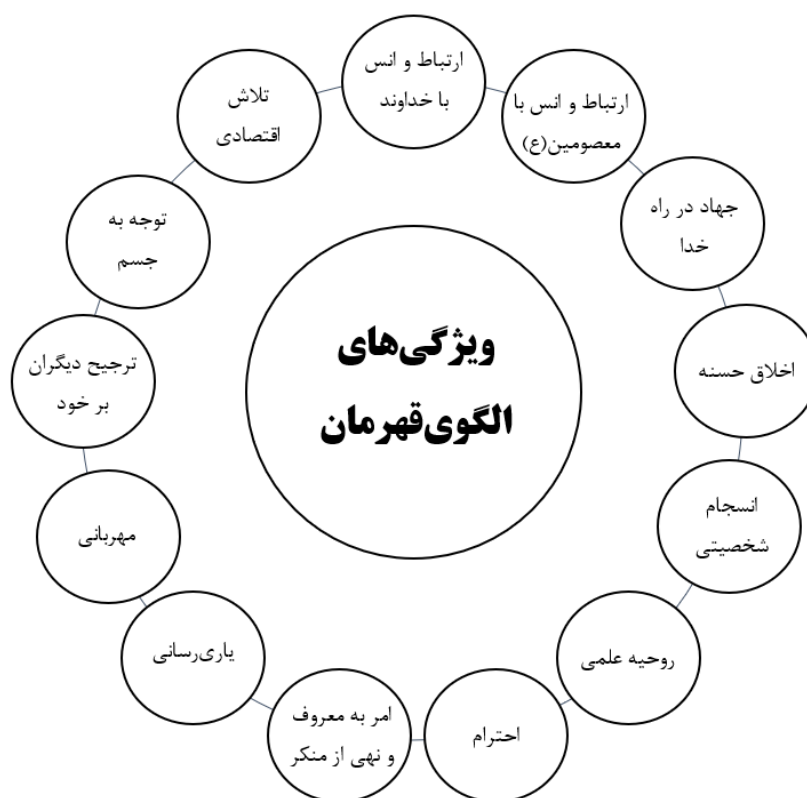 ویژگی‌های
الگوی‌قهرمان
ارتباط و انس
با خداوند
ارتباط و انس با
معصومین(ع)
جهاد در راه
خدا
اخلاق حسنه
انسجام
شخصیتی
روحیه علمی
احترام
امر به معروف
و نهی از منکر
یاری‌رسانی
مهربانی
ترجیح دیگران
بر خود
توجه به
جسم
تلاش
اقتصادی